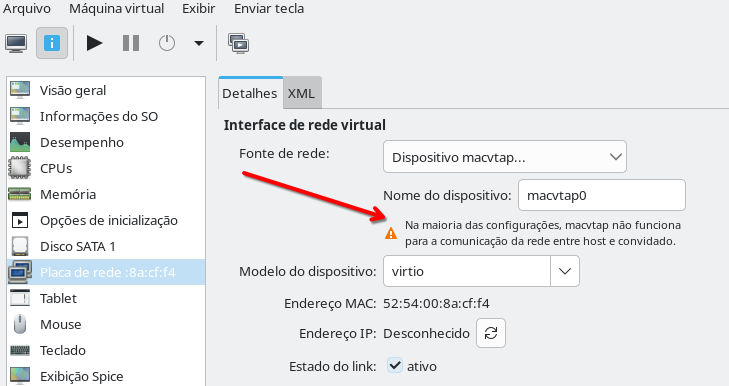 Arquivo Máquina virtual Exibir Enviar tecla
Visão geral
Informações do SO
Desempenho
CPUs
Memória
Opções de inicialização
Disco SATA 1
Placa de rede :8a:cf:f4
Tablet
Mouse
Teclado
Exibição Spice
Detalhes XML
Interface de rede virtual
Fonte de rede: Dispositivo macvtap...
Nome do dispositivo: macvtap0
Na maioria das configurações, macvtap não funciona
para a comunicação da rede entre host e convidado.
Modelo do dispositivo: virtio
Endereço MAC: 52:54:00:8a:cf:f4
Endereço IP: Desconhecido
Estado do link: ativo